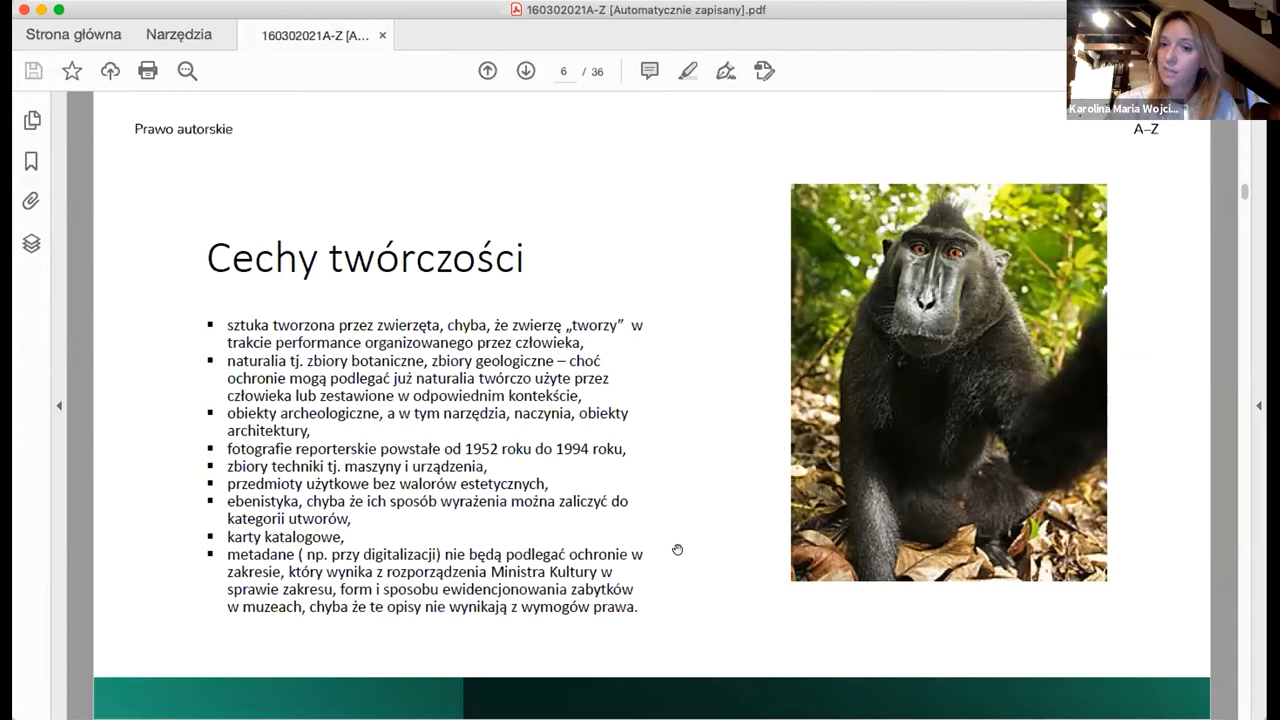 160302021A-Z [Automatycznie zapisany].pdf
Strona główna
Narzędzia
160302021A-Z [A...
6 / 36
Karolina Maria Wojci...
Prawo autorskie
A–Z
Cechy twórczości
▪ sztuka tworzona przez zwierzęta, chyba, że zwierzę „tworzy” w
trakcie performance organizowanego przez człowieka,
▪ naturalia tj. zbiory botaniczne, zbiory geologiczne – choć
ochronie mogą podlegać już naturalia twórczo użyte przez
człowieka lub zestawione w odpowiednim kontekście,
▪ obiekty archeologiczne, a w tym narzędzia, naczynia, obiekty
architektury,
▪ fotografie reporterskie powstałe od 1952 roku do 1994 roku,
▪ zbiory techniki tj. maszyny i urządzenia,
▪ przedmioty użytkowe bez walorów estetycznych,
▪ ebenistyka, chyba że ich sposób wyrażenia można zaliczyć do
kategorii utworów,
▪ karty katalogowe,
▪ metadane ( np. przy digitalizacji) nie będą podlegać ochronie w
zakresie, który wynika z rozporządzenia Ministra Kultury w
sprawie zakresu, form i sposobu ewidencjonowania zabytków
w muzeach, chyba że te opisy nie wynikają z wymogów prawa.